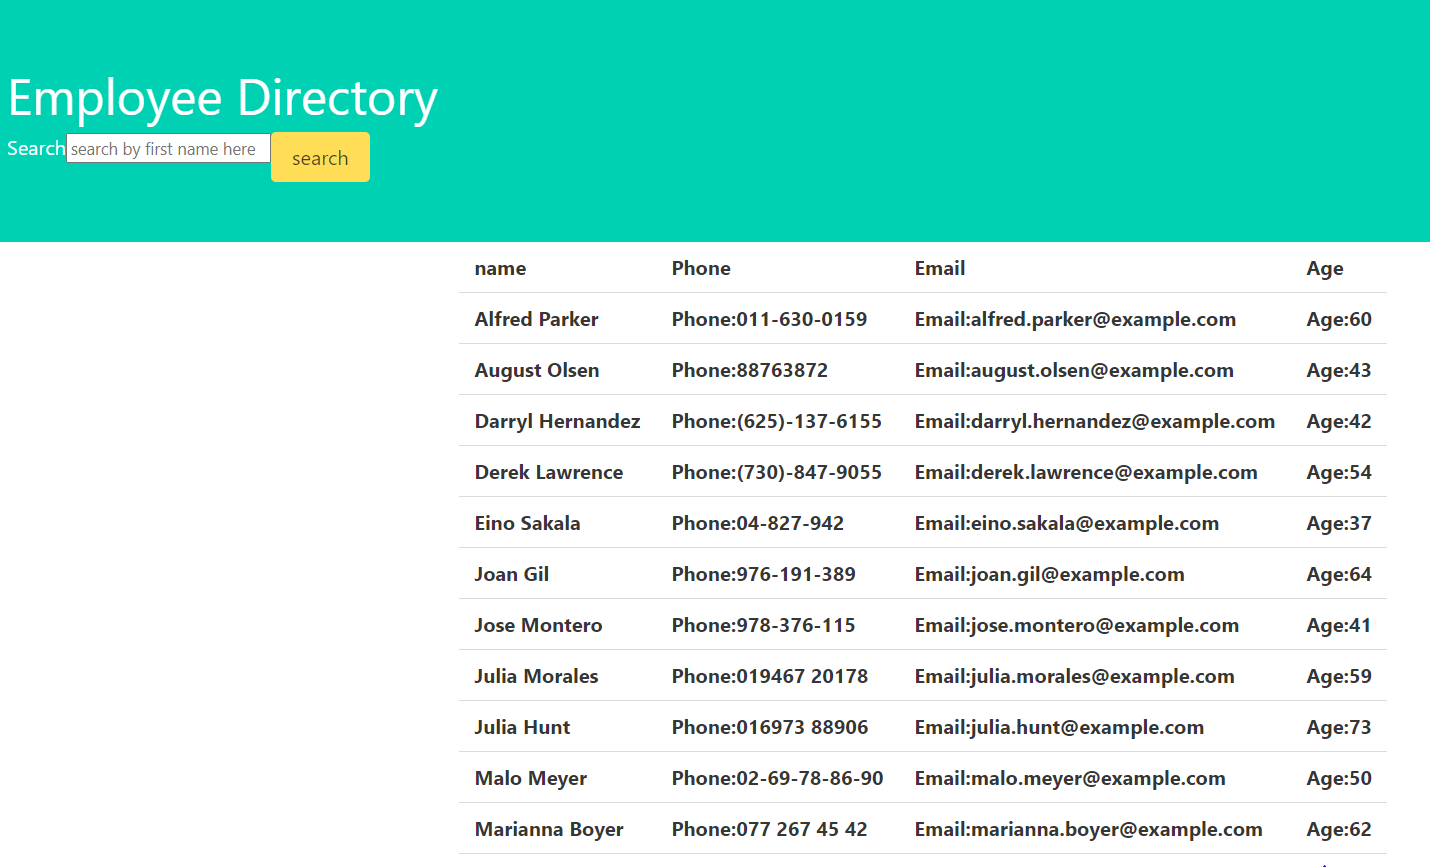 Employee Directory
Search search by first name here search
name Phone Email Age
Alfred Parker Phone:011-630-0159 Email:alfred.parker@example.com Age:60
August Olsen Phone:88763872 Email:august.olsen@example.com Age:43
Darryl Hernandez Phone:(625)-137-6155 Email:darryl.hernandez@example.com Age:42
Derek Lawrence Phone:(730)-847-9055 Email:derek.lawrence@example.com Age:54
Eino Sakala Phone:04-827-942 Email:eino.sakala@example.com Age:37
Joan Gil Phone:976-191-389 Email:joan.gil@example.com Age:64
Jose Montero Phone:978-376-115 Email:jose.montero@example.com Age:41
Julia Morales Phone:019467 20178 Email:julia.morales@example.com Age:59
Julia Hunt Phone:016973 88906 Email:julia.hunt@example.com Age:73
Malo Meyer Phone:02-69-78-86-90 Email:malo.meyer@example.com Age:50
Marianna Boyer Phone:077 267 45 42 Email:marianna.boyer@example.com Age:62